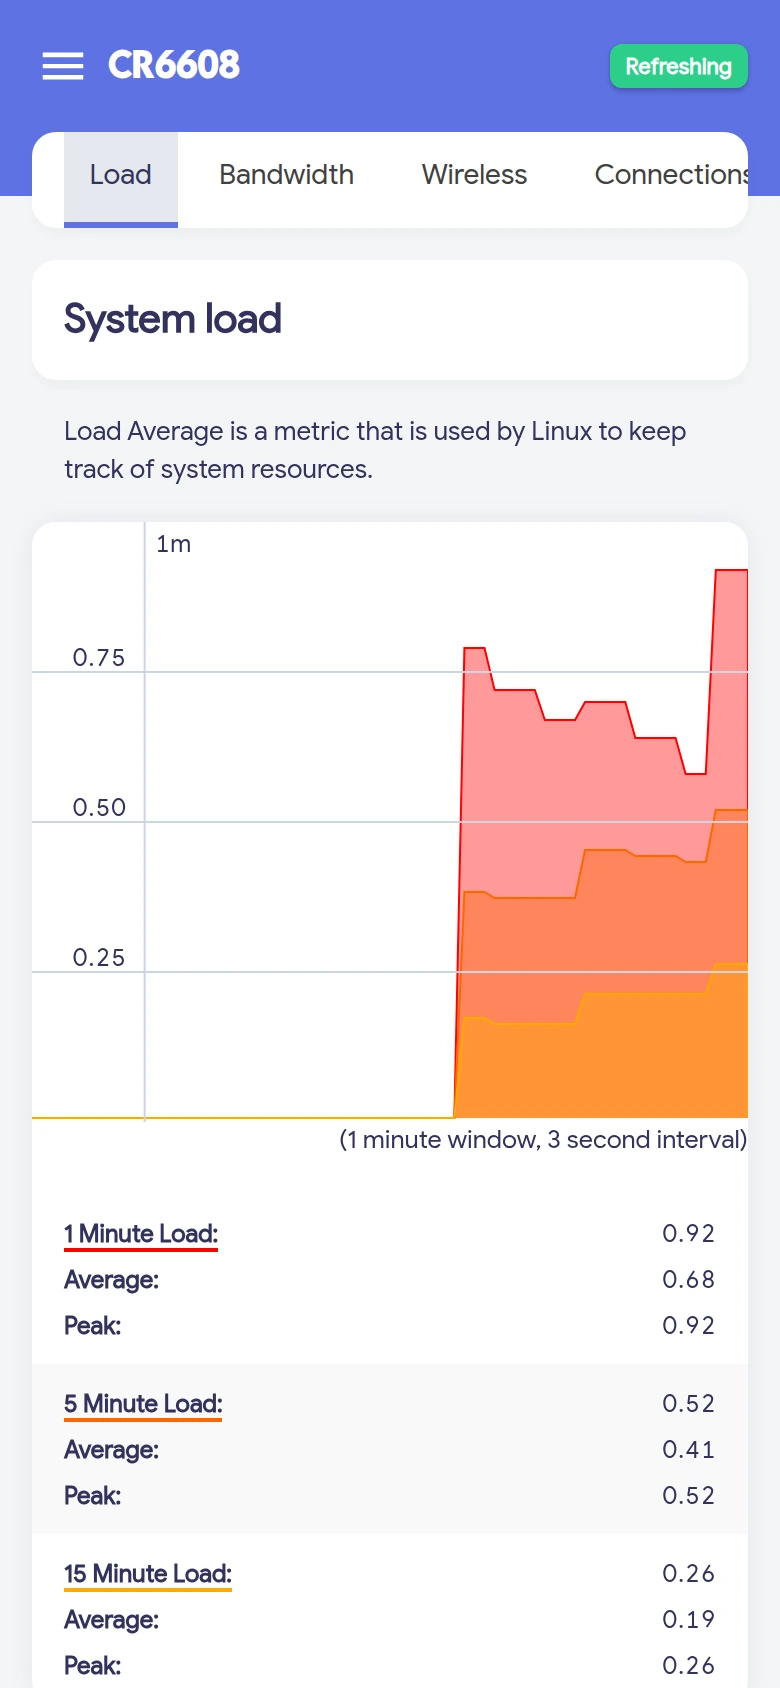 CR6608
Refreshing
Load
Bandwidth
Wireless
Connections
System load
Load Average is a metric that is used by Linux to keep
track of system resources.
1m
0.75
0.50
0.25
(1 minute window, 3 second interval)
1 Minute Load: 0.92
Average: 0.68
Peak: 0.92
5 Minute Load: 0.52
Average: 0.41
Peak: 0.52
15 Minute Load: 0.26
Average: 0.19
Peak: 0.26